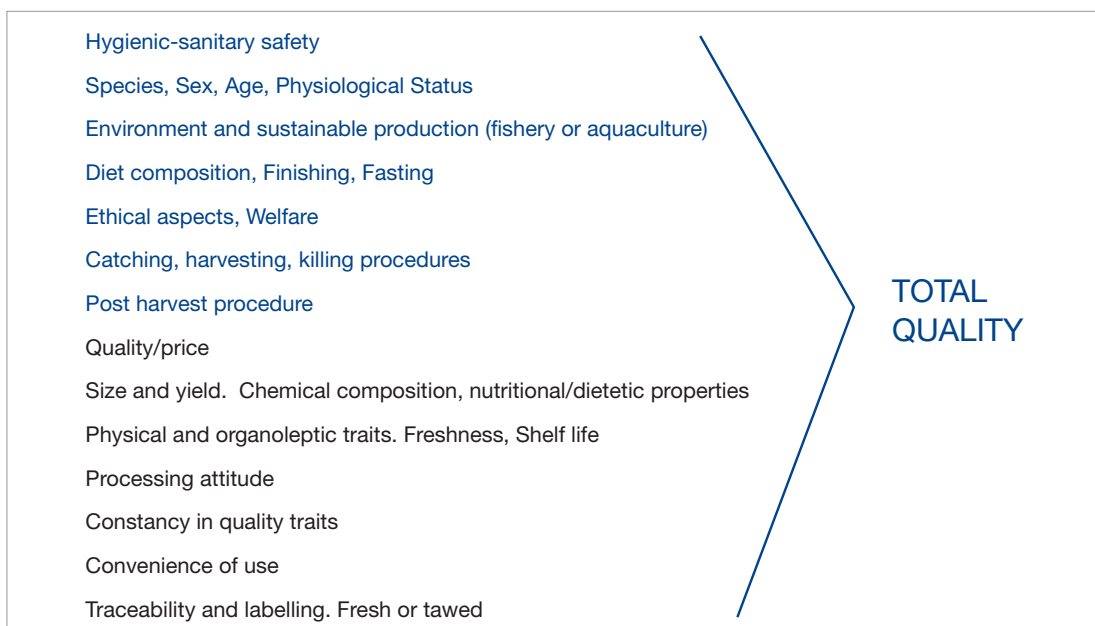 Hygienic-sanitary safety
Species, Sex, Age, Physiological Status
Environment and sustainable production (fishery or aquaculture)
Diet composition, Finishing, Fasting
Ethical aspects, Welfare
Catching, harvesting, killing procedures
Post harvest procedure
Quality/price
Size and yield.  Chemical composition, nutritional/dietetic properties
Physical and organoleptic traits. Freshness, Shelf life
Processing attitude
Constancy in quality traits
Convenience of use
Traceability and labelling. Fresh or tawed
TOTAL
QUALITY